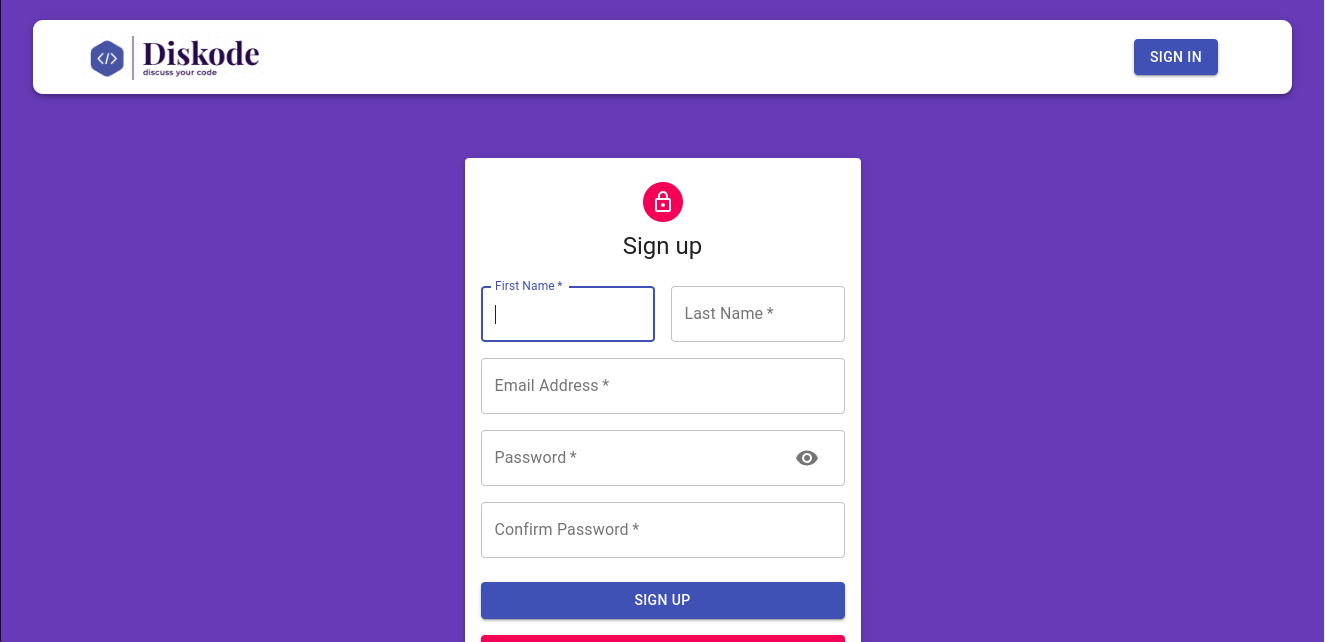 </>
Diskode
discuss your code
SIGN IN
Sign up
First Name *
Last Name *
Email Address *
Password *
Confirm Password *
SIGN UP